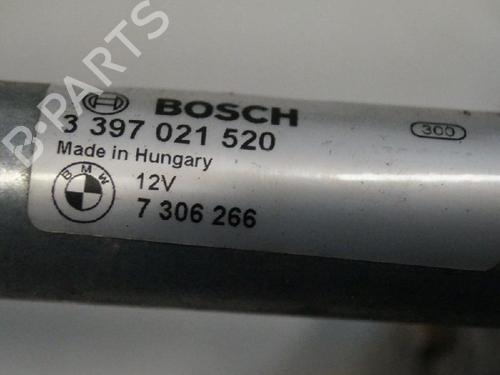 BOSCH
3 397 021 520
300
Made in Hungary
12V
BMW
7 306 266
B-PARTS